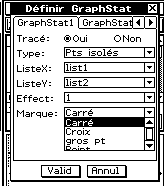 Définir GraphStat
GraphStat1 GraphStat
Tracé: Oui Non
Type: Pts isolés
ListeX: list1
ListeY: list2
Effect: 1
Marque: Carré
Carré
Croix
gros pt
Valid Annul